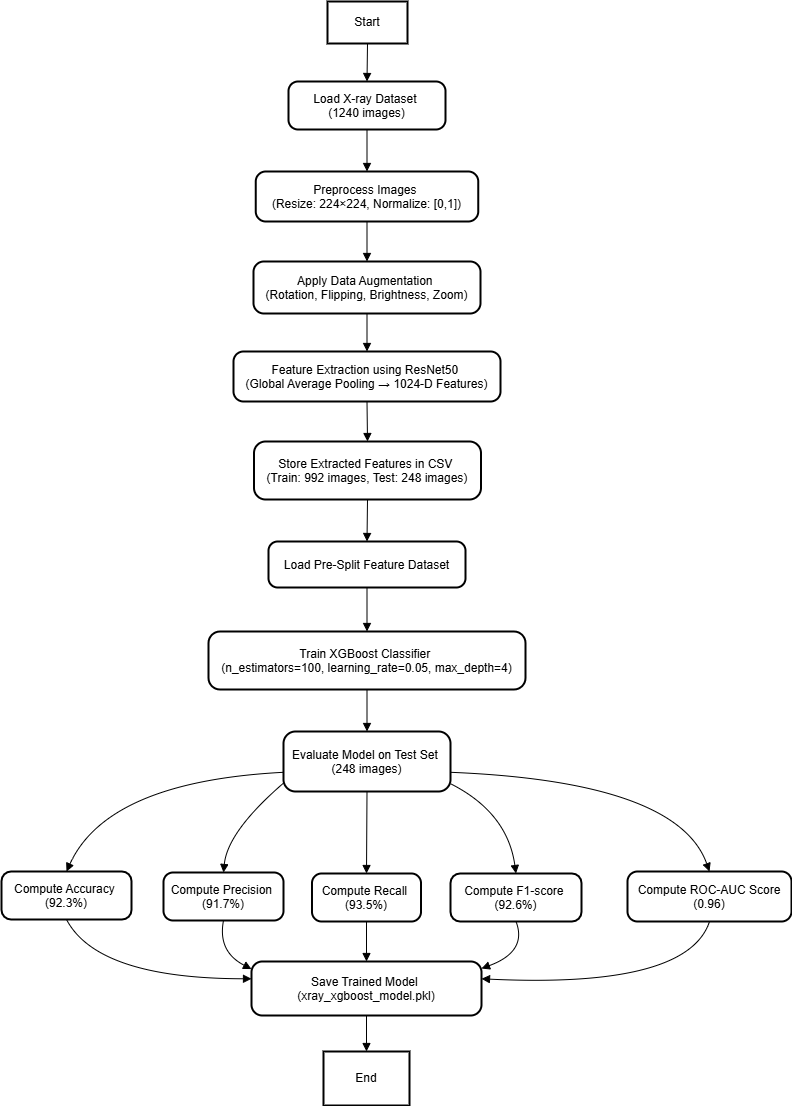 Start
Load X-ray Dataset
(1240 images)
Preprocess Images
(Resize: 224×224, Normalize: [0,1])
Apply Data Augmentation
(Rotation, Flipping, Brightness, Zoom)
Feature Extraction using ResNet50
(Global Average Pooling → 1024-D Features)
Store Extracted Features in CSV
(Train: 992 images, Test: 248 images)
Load Pre-Split Feature Dataset
Train XGBoost Classifier
(n_estimators=100, learning_rate=0.05, max_depth=4)
Evaluate Model on Test Set
(248 images)
Compute Accuracy
(92.3%)
Compute Precision
(91.7%)
Compute Recall
(93.5%)
Compute F1-score
(92.6%)
Compute ROC-AUC Score
(0.96)
Save Trained Model
(xray_xgboost_model.pkl)
End